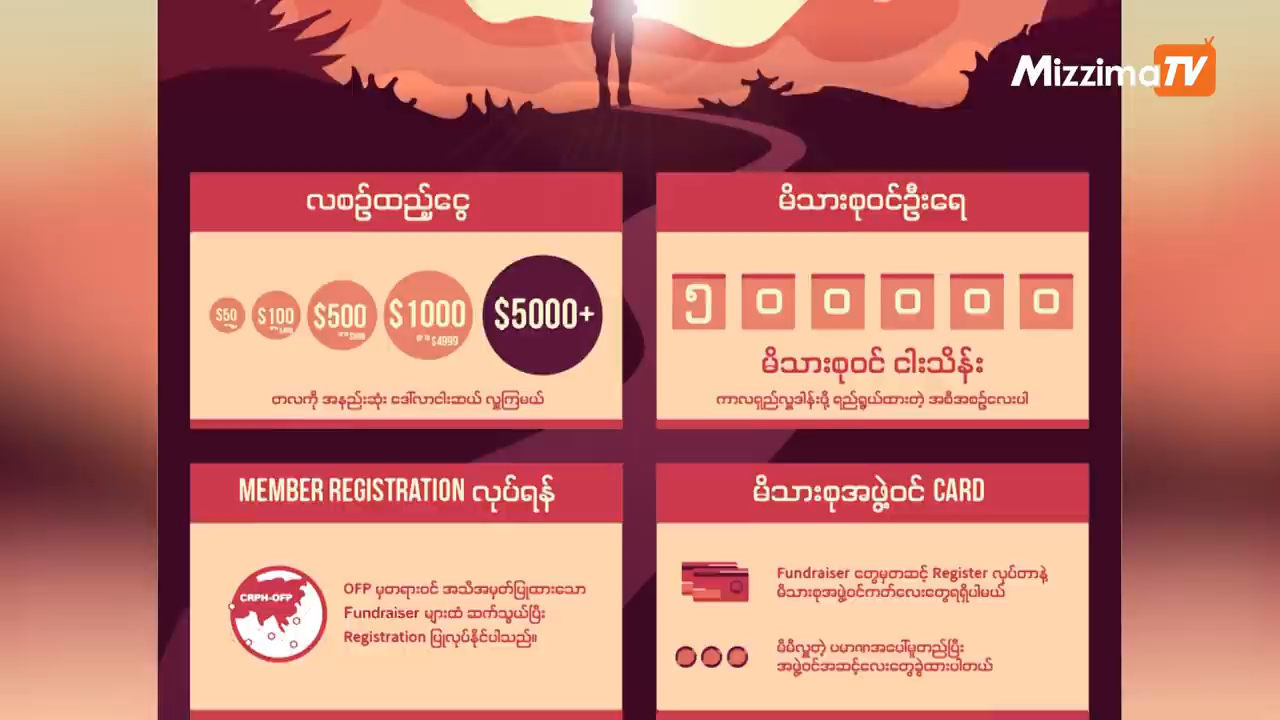 MizzimaTV
လစဉ်ထည့်ငွေ
$50
$100
$500
$1000
UP TO $4999
$5000+
တလကို အနည်းဆုံး ဒေါ်လာငါးဆယ် လှူကြမယ်
မိသားစုဝင်ဦးရေ
၅ ၀ ၀ ၀ ၀ ၀
မိသားစုဝင် ငါးသိန်း
ကာလရှည်လှူဒါန်းဖို့ ရည်ရွယ်ထားတဲ့ အစီအစဉ်လေးပါ
MEMBER REGISTRATION လုပ်ရန်
CRPH-OFP
OFP မှတရားဝင် အသိအမှတ်ပြုထားသော
Fundraiser များထံ ဆက်သွယ်ပြီး
Registration ပြုလုပ်နိုင်ပါသည်။
မိသားစုအဖွဲ့ဝင် CARD
Fundraiser တွေမှတဆင့် Register လုပ်တာနဲ့
မိသားစုအဖွဲ့ဝင်ကတ်လေးတွေရရှိပါမယ်
မိမိလှူတဲ့ ပမာဏအပေါ်မူတည်ပြီး
အဖွဲ့ဝင်အဆင့်လေးတွေခွဲထားပါတယ်